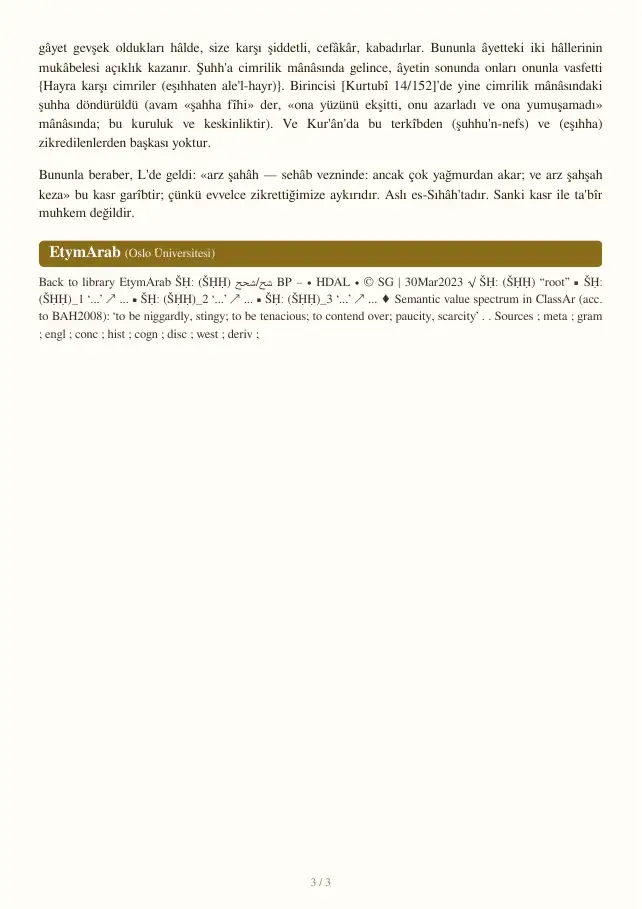 gâyet gevşek oldukları hâlde, size karşı şiddetli, cefâkâr, kabadırlar. Bununla âyetteki iki hâllerinin
mukâbelesi açıklık kazanır. Şuhh'a cimrilik mânâsında gelince, âyetin sonunda onları onunla vasfetti
{Hayra karşı cimriler (eşıhhaten ale'l-hayr)}. Birincisi [Kurtubî 14/152]'de yine cimrilik mânâsındaki
şuhha döndürüldü (avam «şahha fîhi» der, «ona yüzünü ekşitti, onu azarladı ve ona yumuşamadı»
mânâsında; bu kuruluk ve keskinliktir). Ve Kur'ân'da bu terkîbden (şuhhu'n-nefs) ve (eşıhha)
zikredilenlerden başkası yoktur.
Bununla beraber, L'de geldi: «arz şahâh — sehâb vezninde: ancak çok yağmurdan akar; ve arz şahşah
keza» bu kasr garîbtir; çünkü evvelce zikrettiğimize aykırıdır. Aslı es-Sıhâh'tadır. Sanki kasr ile ta'bîr
muhkem değildir.
EtymArab (Oslo Üniversitesi)
Back to library EtymArab ŠḤ: (ŠḤḤ) شح/شحح BP – • HDAL • © SG | 30Mar2023 √ ŠḤ: (ŠḤḤ) “root” ▪ ŠḤ:
(ŠḤḤ)_1 ‘...’ ↗ ... ▪ ŠḤ: (ŠḤḤ)_2 ‘...’ ↗ ... ▪ ŠḤ: (ŠḤḤ)_3 ‘...’ ↗ ... ♦ Semantic value spectrum in ClassAr (acc.
to BAH2008): ‘to be niggardly, stingy; to be tenacious; to contend over; paucity, scarcity’ . . Sources ; meta ; gram
; engl ; conc ; hist ; cogn ; disc ; west ; deriv ;
3 / 3